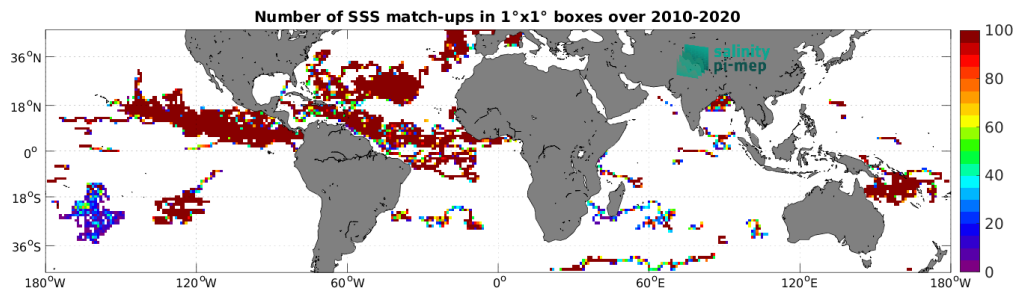 Number of SSS match-ups in 1°x1° boxes over 2010-2020
salinity
pi-mep
36°N
18°N
0°
18°S
36°S
180°W 120°W 60°W 0° 60°E 120°E 180°W
100
80
60
40
20
0